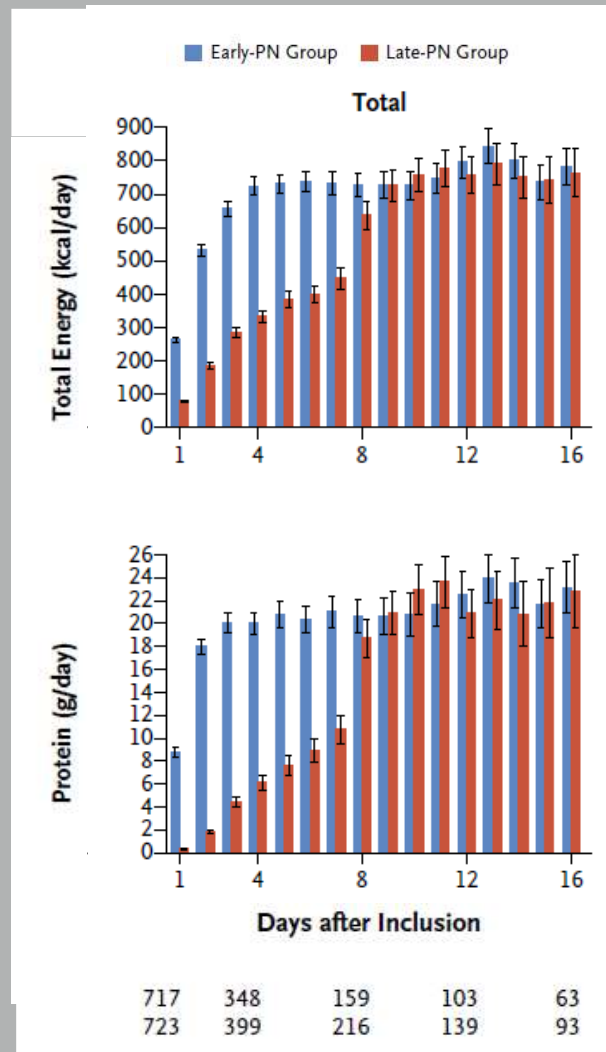 Early-PN Group Late-PN Group
Total
Total Energy (kcal/day)
900
800
700
600
500
400
300
200
100
0
1 4 8 12 16
Protein (g/day)
26
24
22
20
18
16
14
12
10
8
6
4
2
0
1 4 8 12 16
Days after Inclusion
717 348 159 103 63
723 399 216 139 93